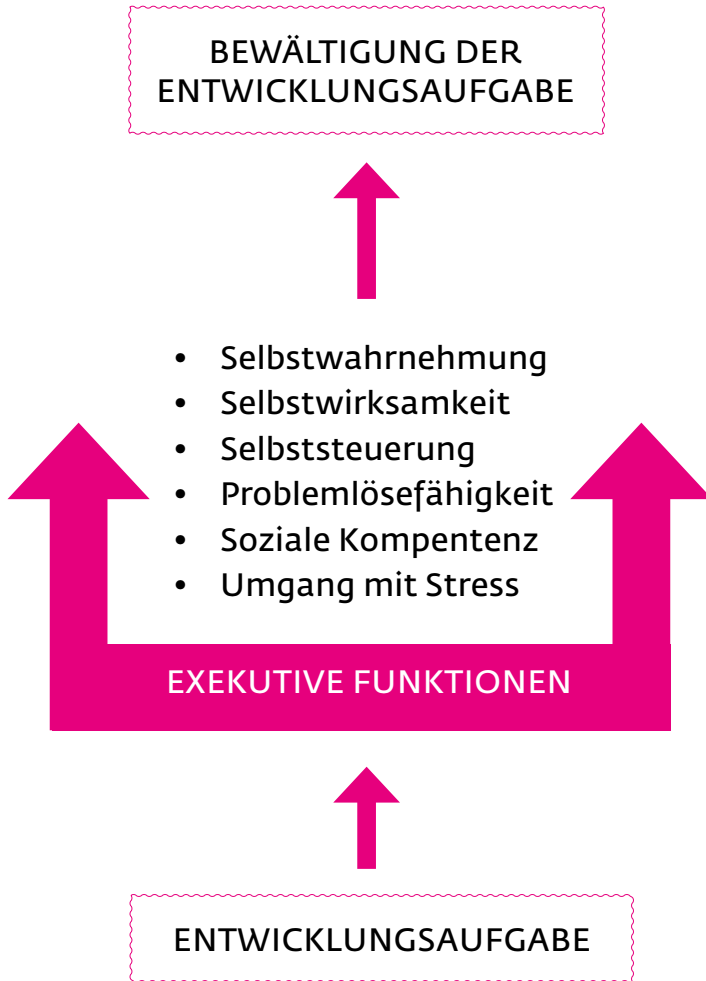 BEWÄLTIGUNG DER
ENTWICKLUNGSAUFGABE
• Selbstwahrnehmung
• Selbstwirksamkeit
• Selbststeuerung
• Problemlösefähigkeit
• Soziale Kompentenz
• Umgang mit Stress
EXEKUTIVE FUNKTIONEN
ENTWICKLUNGSAUFGABE